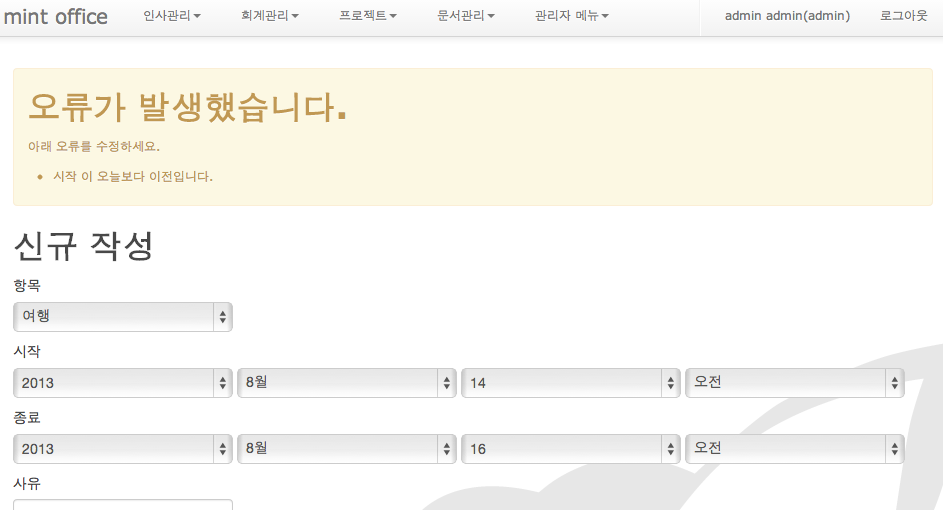 mint office 인사관리 회계관리 프로젝트 문서관리 관리자 메뉴 admin admin(admin) 로그아웃
오류가 발생했습니다.
아래 오류를 수정하세요.
• 시작 이 오늘보다 이전입니다.
신규 작성
항목
여행
시작
2013 8월 14 오전
종료
2013 8월 16 오전
사유